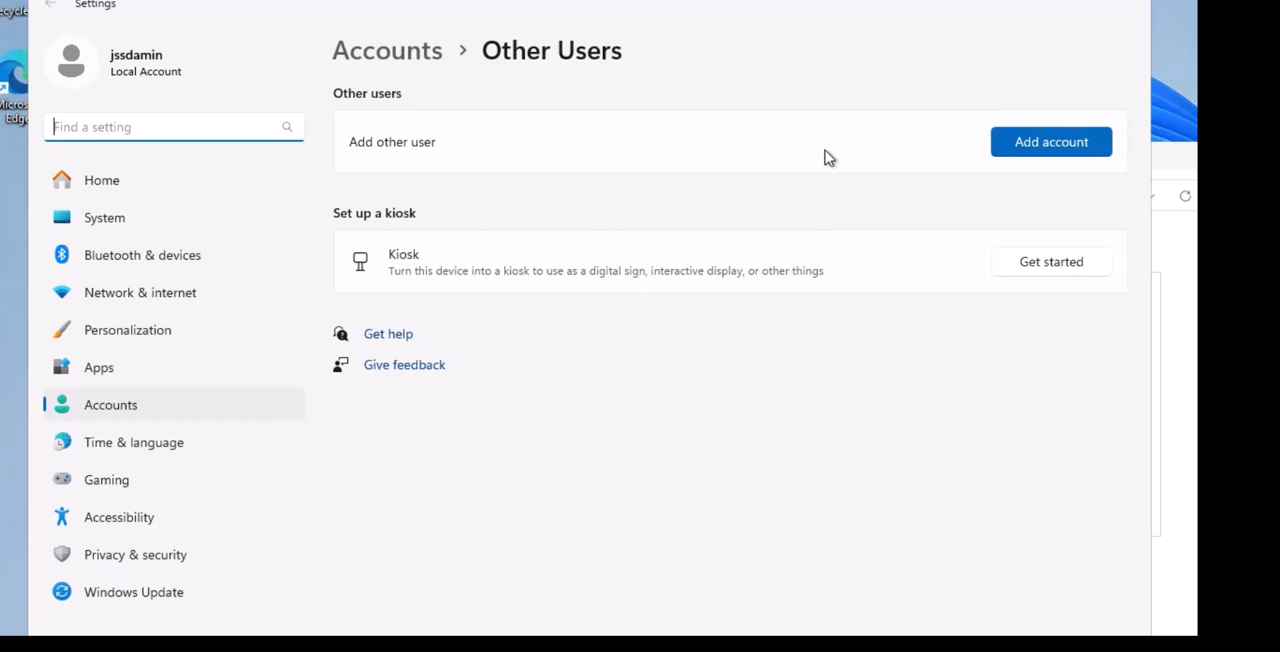 Settings
jssdamin
Local Account
Find a setting
Home
System
Bluetooth & devices
Network & internet
Personalization
Apps
Accounts
Time & language
Gaming
Accessibility
Privacy & security
Windows Update
Accounts > Other Users
Other users
Add other user
Add account
Set up a kiosk
Kiosk
Turn this device into a kiosk to use as a digital sign, interactive display, or other things
Get started
Get help
Give feedback
ecycle
Micros
Edge